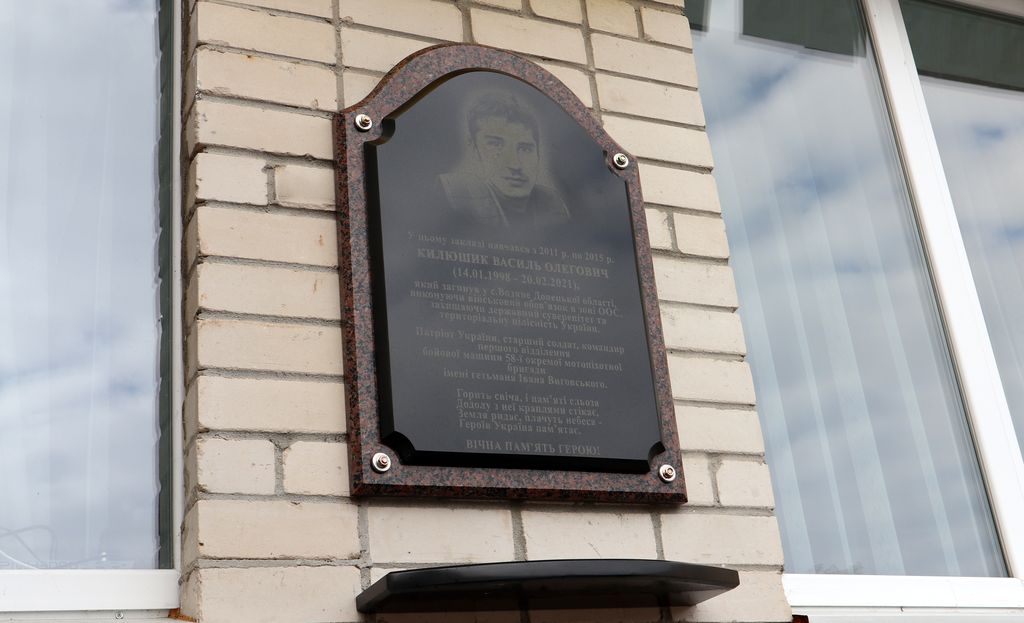 У цьому закладі навчався з 2011 р. по 2015 р.
КИЛЮШИК ВАСИЛЬ ОЛЕГОВИЧ
(14.01.1998 - 20.02.2021),
який загинув у с.Водяне Донецької області,
виконуючи військовий обов'язок в зоні ООС,
захищаючи державний суверенітет та
територіальну цілісність України.
Патріот України, старший солдат, командир
першого відділення
бойової машини 58-ї окремої мотопіхотної
бригади
імені гетьмана Івана Виговського.
Горить свіча, і пам'яті сльоза
Додолу з неї краплями стікає,
Земля ридає, плачуть небеса -
Героїв Україна пам'ятає.
ВІЧНА ПАМ'ЯТЬ ГЕРОЮ!